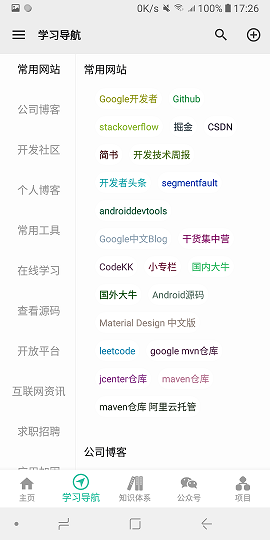 0K/s 100% 17:26
学习导航
常用网站
公司博客
开发社区
个人博客
常用工具
在线学习
查看源码
开放平台
互联网资讯
求职招聘
应用加固
常用网站
Google开发者 Github
stackoverflow 掘金 CSDN
简书 开发技术周报
开发者头条 segmentfault
androiddevtools
Google中文Blog 干货集中营
CodeKK 小专栏 国内大牛
国外大牛 Android源码
Material Design 中文版
leetcode google mvn仓库
jcenter仓库 maven仓库
maven仓库 阿里云托管
公司博客
主页 学习导航 知识体系 公众号 项目